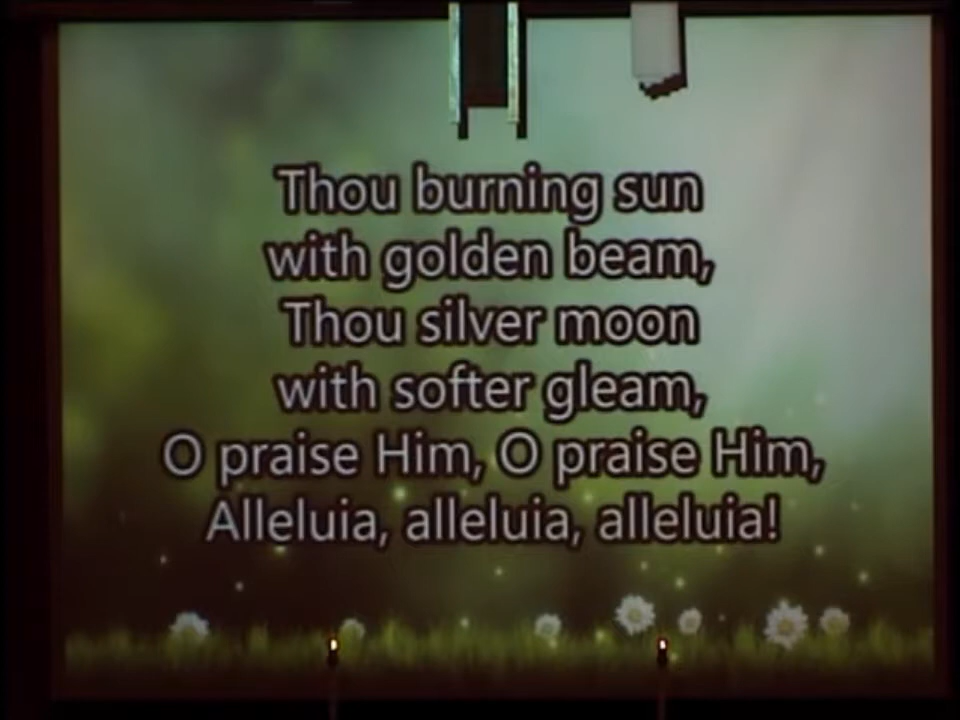 Thou burning sun
with golden beam,
Thou silver moon
with softer gleam,
O praise Him, O praise Him,
Alleluia, alleluia, alleluia!